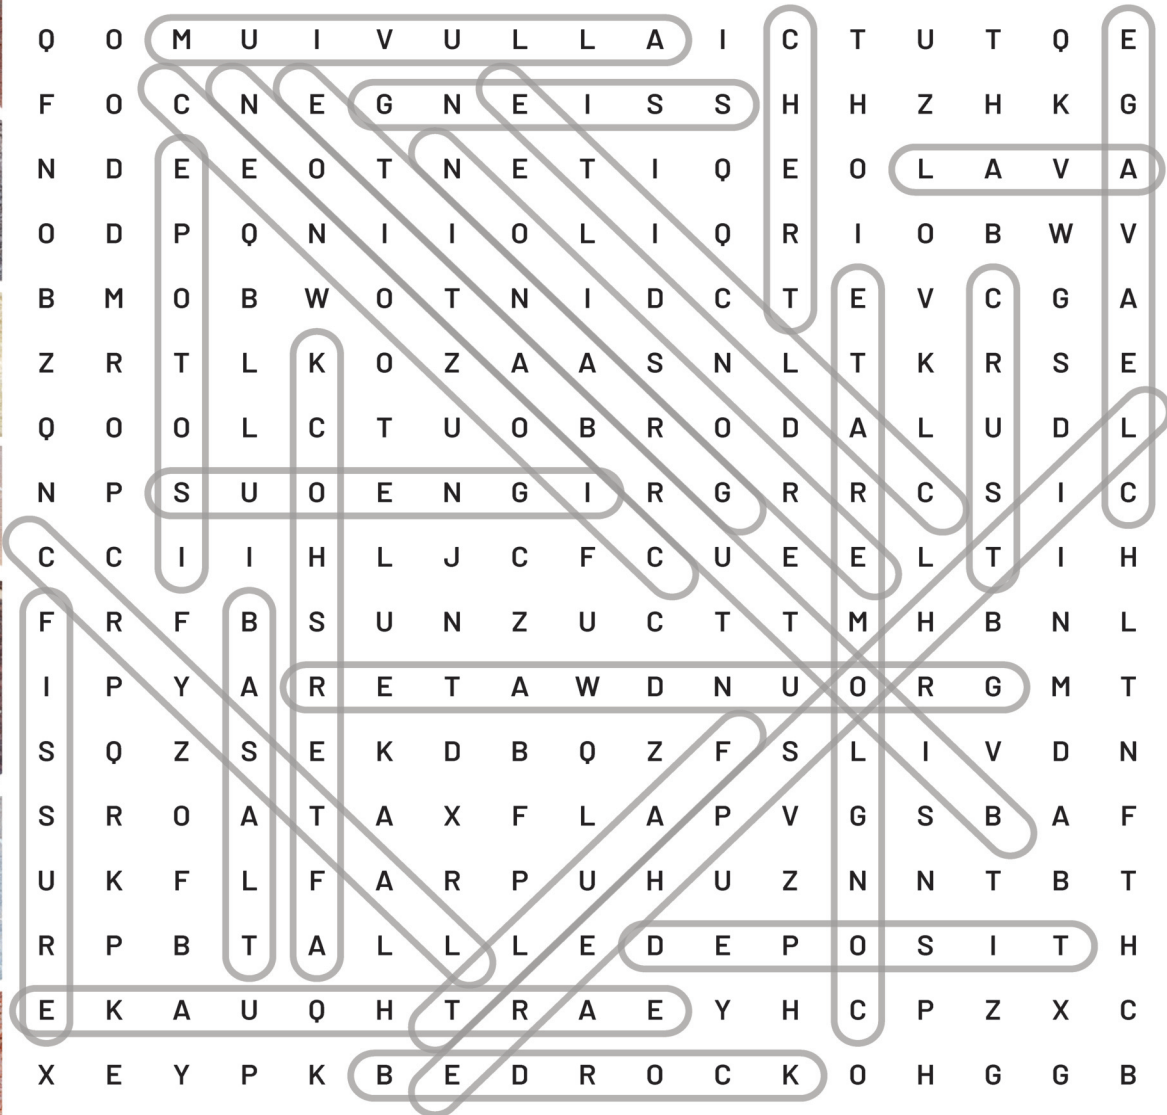 Q O M U I V U L L A I C T U T Q E
F O C N E G N E I S S H H Z H K G
N D E E O T N E T I Q E O L A V A
O D P Q N I I O L I Q R I O B W V
B M O B W O T N I D C T E V C G A
Z R T L K O Z A A S N L T K R S E
Q O O L C T U O B R O D A L U D L
N P S U O E N G I R G R R C S I C
C C I I H L J C F C U E E L T I H
F R F B S U N Z U C T T M H B N L
I P Y A R E T A W D N U O R G M T
S Q Z S E K D B Q Z F S L I V D N
S R O A T A X F L A P V G S B A F
U K F L F A R P U H U Z N N T B T
R P B T A L L L E D E P O S I T H
E K A U Q H T R A E Y H C P Z X C
X E Y P K B E D R O C K O H G G B